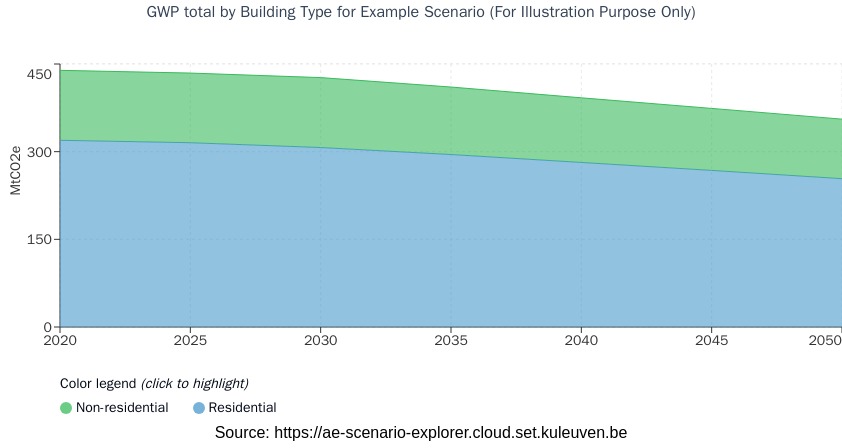 GWP total by Building Type for Example Scenario (For Illustration Purpose Only)
450
300
150
0
MtCO2e
2020 2025 2030 2035 2040 2045 2050
Color legend (click to highlight)
Non-residential Residential
Source: https://ae-scenario-explorer.cloud.set.kuleuven.be